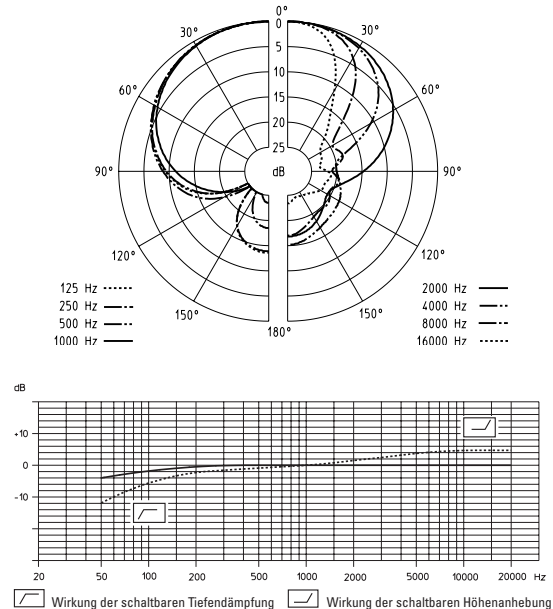 0°
30° 0 30°
5
10
60° 15 60°
20
25
90° dB 90°
120° 120°
125 Hz 2000 Hz
250 Hz 150° 150° 4000 Hz
500 Hz 180° 8000 Hz
1000 Hz 16000 Hz
dB
+10
0
-10
20 50 100 200 500 1000 2000 5000 10000 20000 Hz
Wirkung der schaltbaren Tiefendämpfung Wirkung der schaltbaren Höhenanhebung